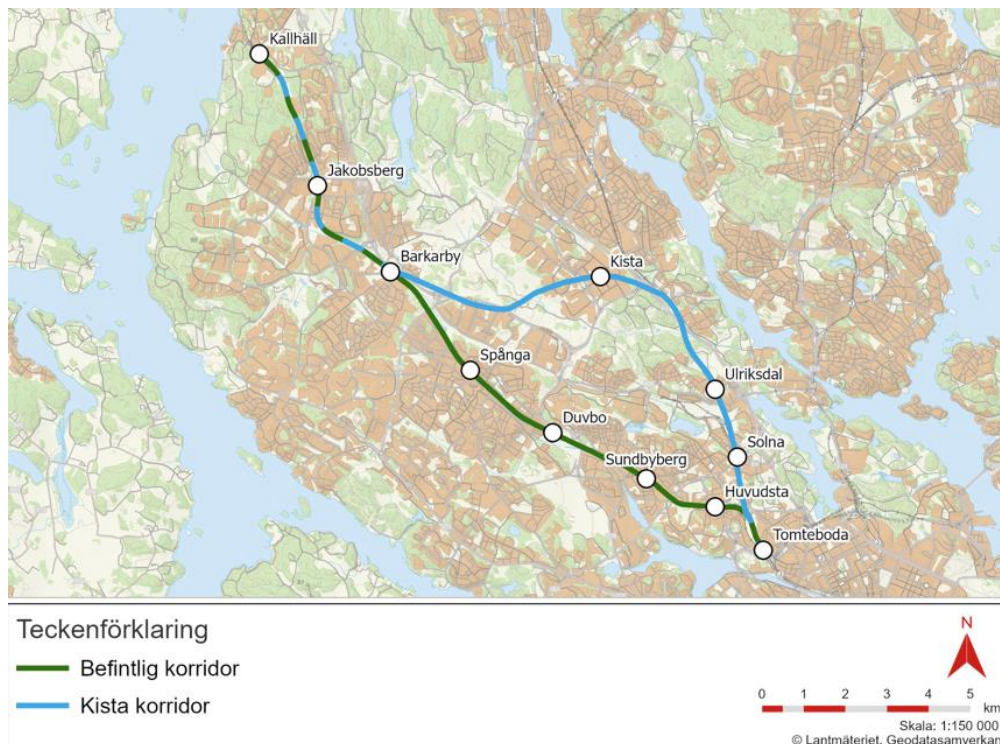 Kallhäll
Jakobsberg
Barkarby
Kista
Spånga
Ulriksdal
Duvbo
Solna
Sundbyberg
Huvudsta
Tomteboda
Teckenförklaring
Befintlig korridor
Kista korridor
N
0 1 2 3 4 5
km
Skala: 1:150 000
© Lantmäteriet, Geodatasamverkan